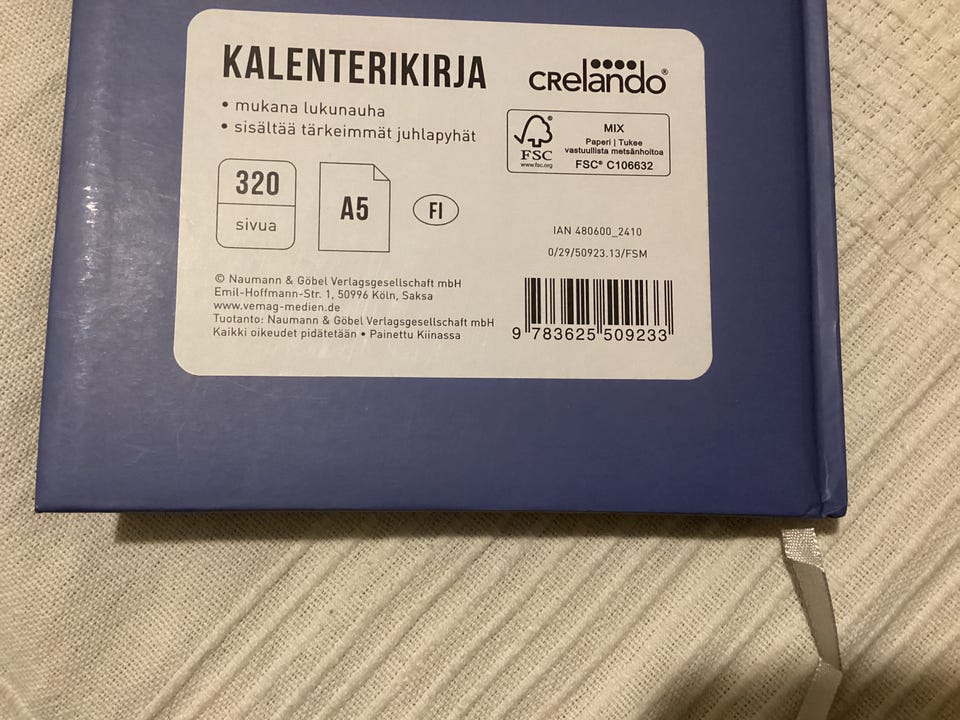 KALENTERIKIRJA
• mukana lukunauha
• sisältää tärkeimmät juhlapyhät
crelando®
FSC®
www.fsc.org
MIX
Paperi | Tukee
vastuullista metsänhoitoa
FSC® C106632
320
sivua
A5
FI
IAN 480600_2410
0/29/50923.13/FSM
© Naumann & Göbel Verlagsgesellschaft mbH
Emil-Hoffmann-Str. 1, 50996 Köln, Saksa
www.vemag-medien.de
Tuotanto: Naumann & Göbel Verlagsgesellschaft mbH
Kaikki oikeudet pidätetään • Painettu Kiinassa
9 783625 509233